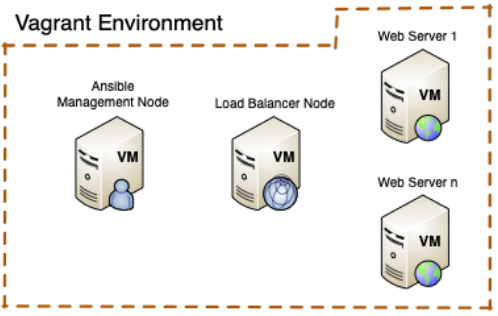 Vagrant Environment
Web Server 1
VM
Ansible
Management Node
VM
Load Balancer Node
VM
Web Server n
VM